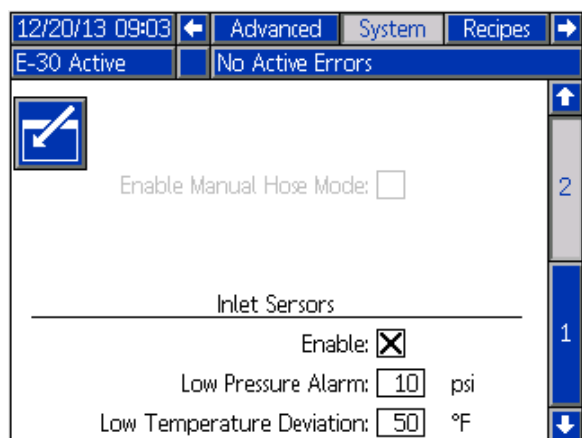 12/20/13 09:03 Advanced System Recipes
E-30 Active No Active Errors
Enable Manual Hose Mode:
2
Inlet Sersors
Enable:
1
Low Pressure Alarm: 10 psi
Low Temperature Deviation: 50 °F